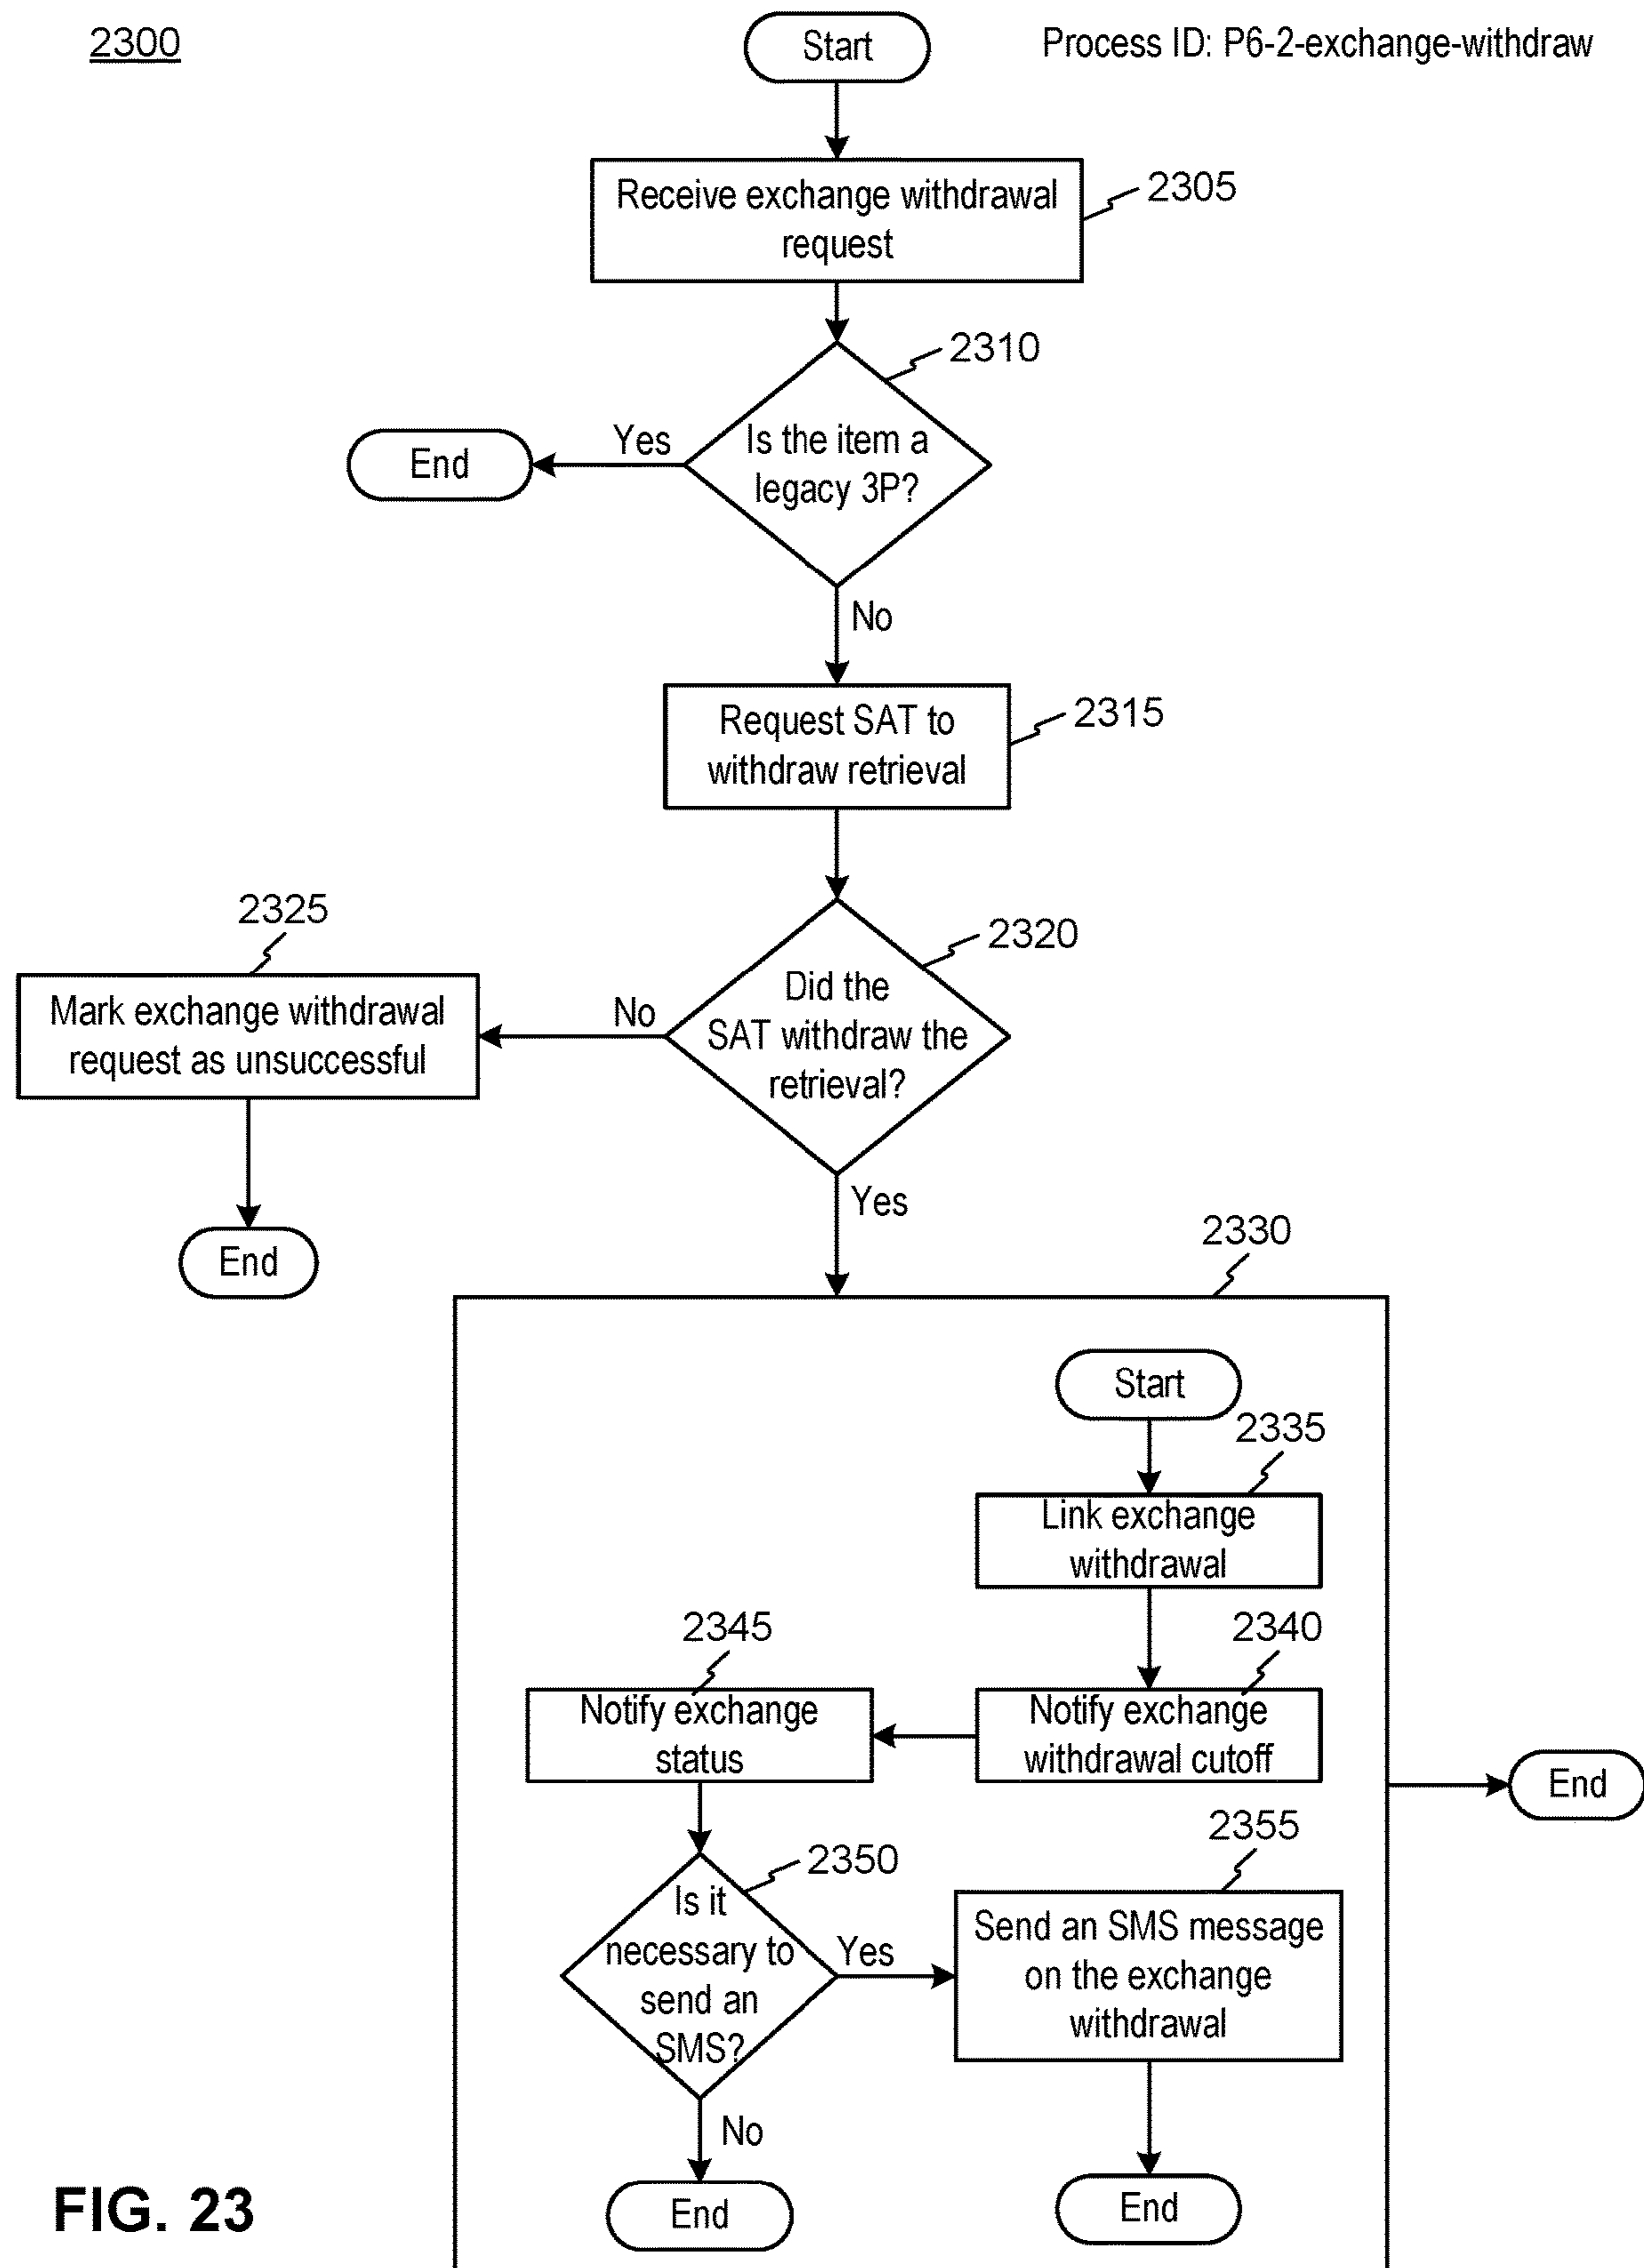 2300
Start
Process ID: P6-2-exchange-withdraw
Receive exchange withdrawal
request
2305
2310
Is the item a
legacy 3P?
Yes
End
No
Request SAT to
withdraw retrieval
2315
2320
Did the
SAT withdraw the
retrieval?
No
2325
Mark exchange withdrawal
request as unsuccessful
End
Yes
2330
Start
2335
Link exchange
withdrawal
2340
Notify exchange
withdrawal cutoff
2345
Notify exchange
status
End
2350
Is it
necessary to
send an
SMS?
Yes
2355
Send an SMS message
on the exchange
withdrawal
No
End
End
FIG. 23